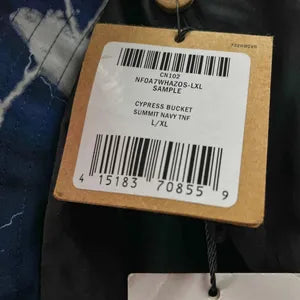 CN102
NF0A7WHAZ0S-LXL
SAMPLE
CYPRESS BUCKET
SUMMIT NAVY TNF
L/XL
4 15183 70855 9